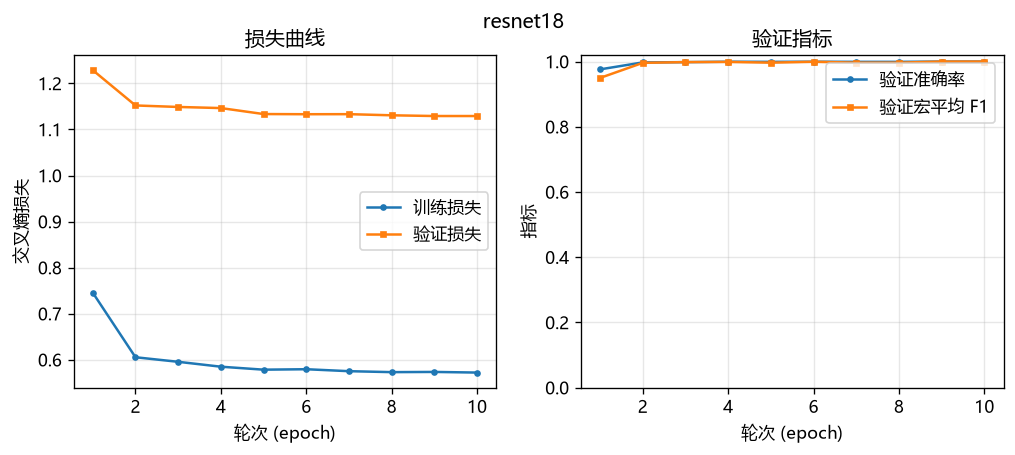 resnet18
损失曲线
交叉熵损失
1.2
1.1
1.0
0.9
0.8
0.7
0.6
训练损失
验证损失
2 4 6 8 10
轮次 (epoch)
验证指标
指标
1.0
0.8
0.6
0.4
0.2
0.0
验证准确率
验证宏平均 F1
2 4 6 8 10
轮次 (epoch)